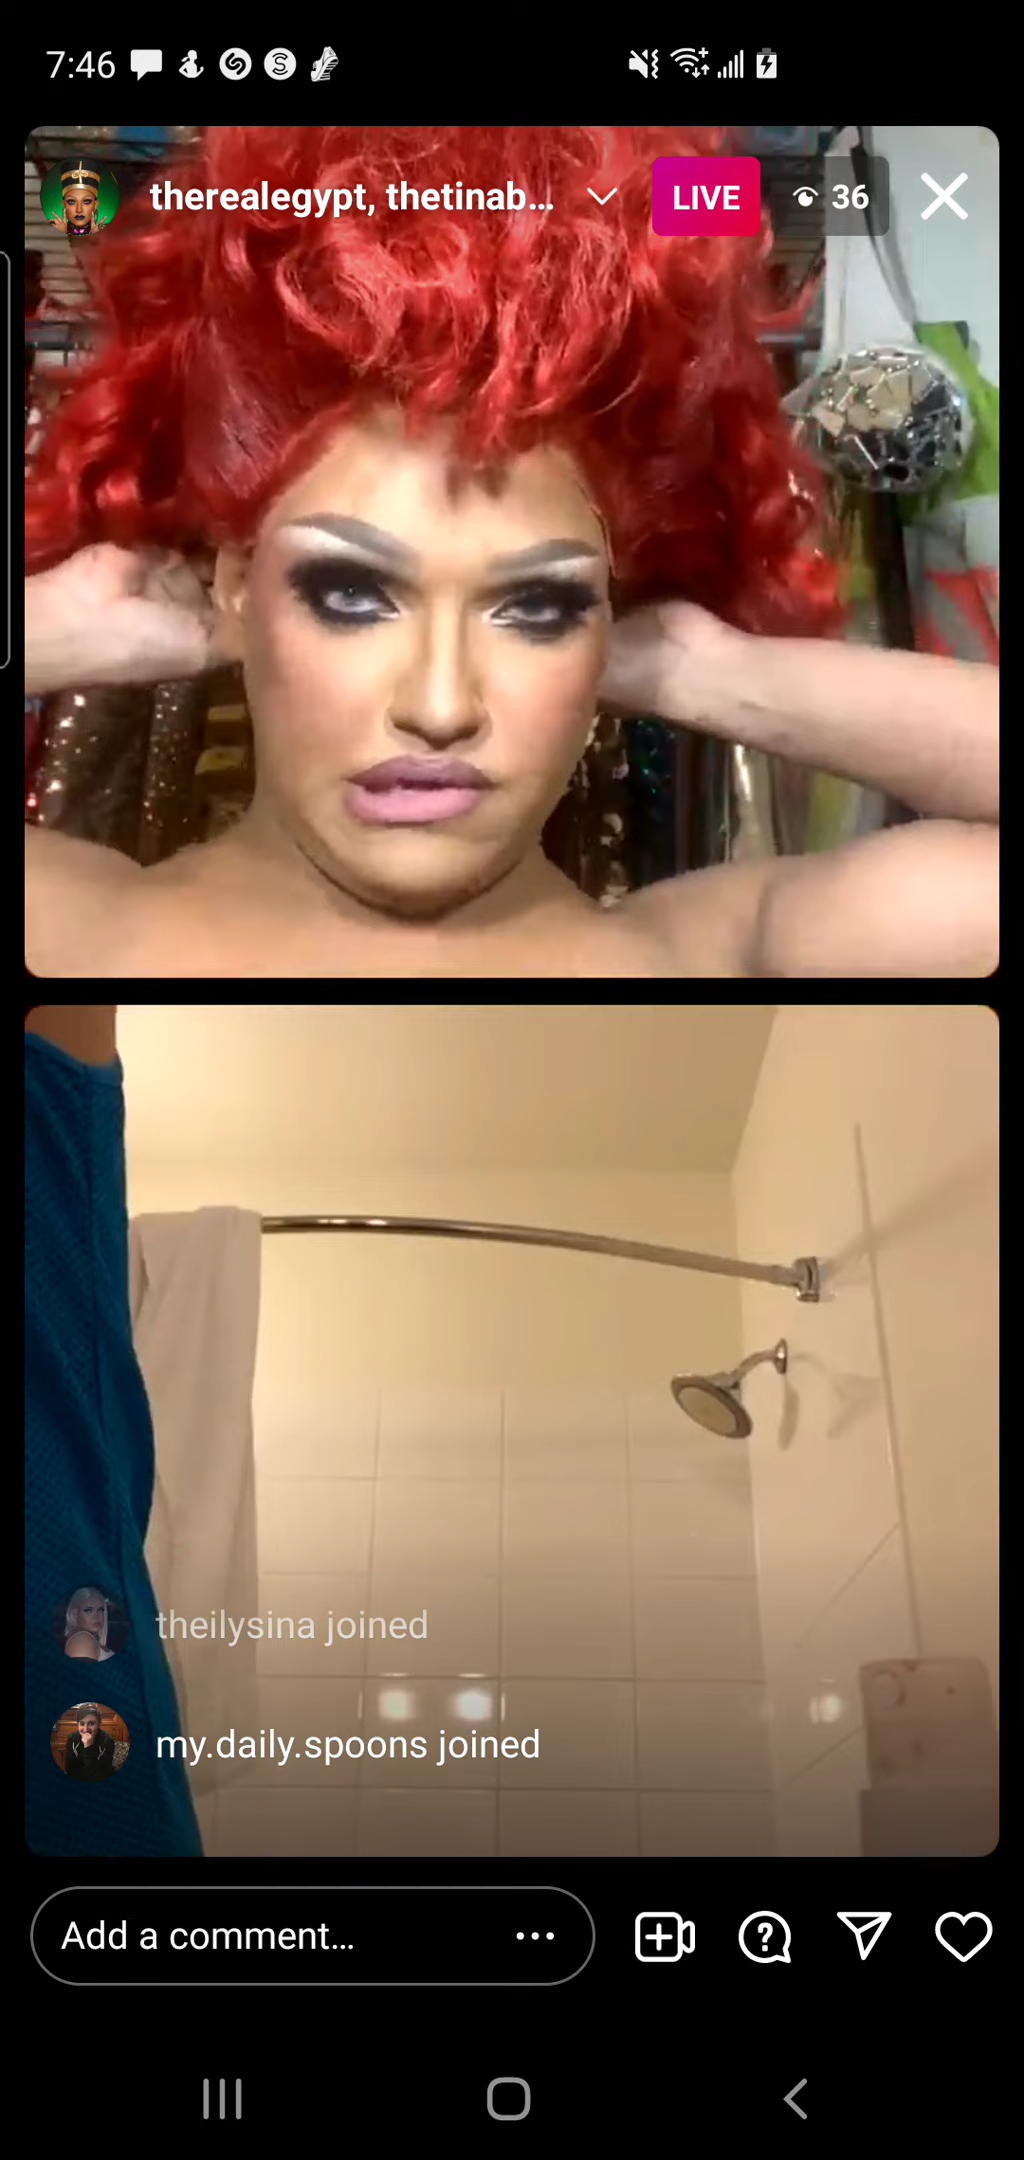 7:46
therealegypt, thetinab... LIVE 36
theilysina joined
my.daily.spoons joined
Add a comment...